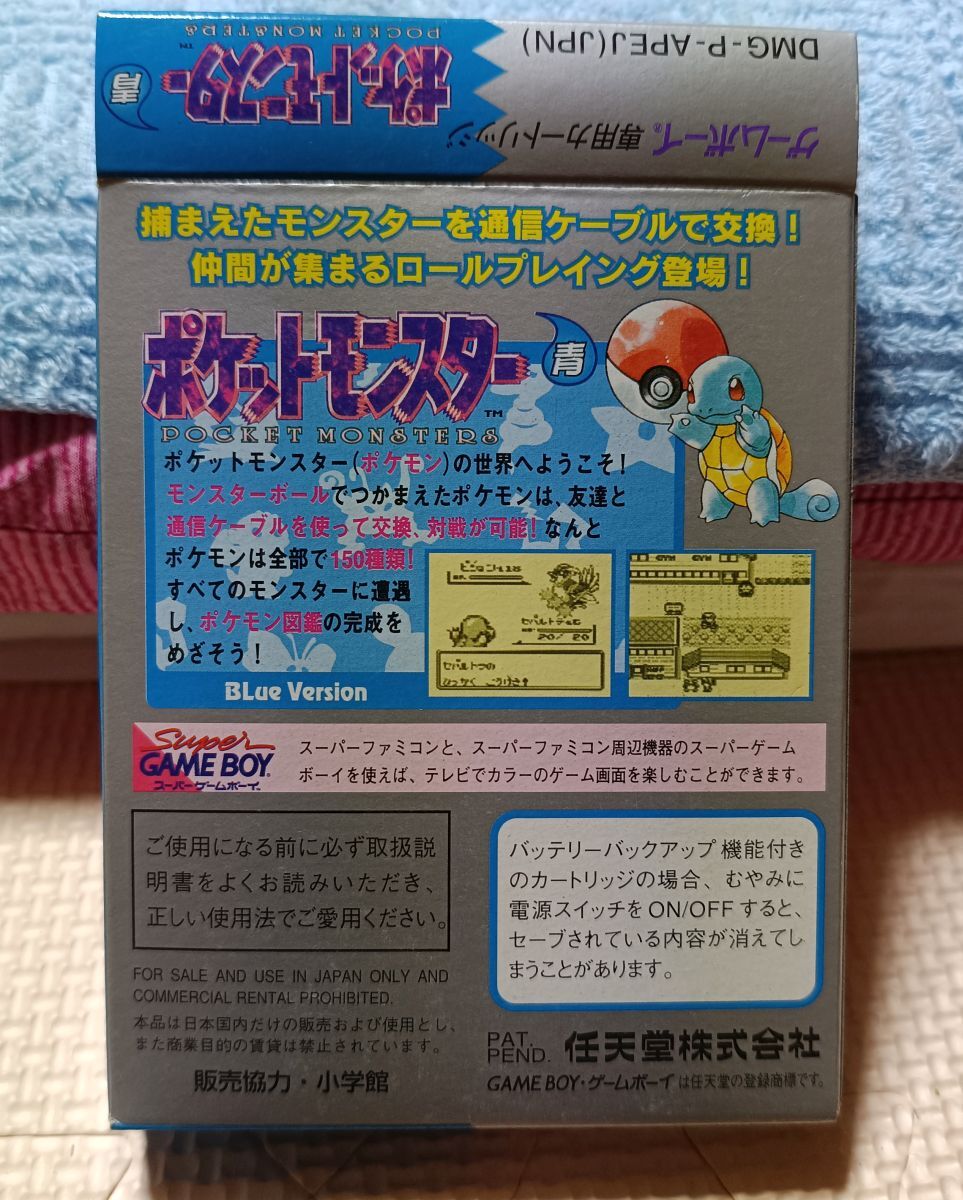 DMG-P-APEJ(JPN)
ポケットモンスター™
POCKET MONSTERS
青
ゲームボーイ®専用カートリッジ
捕まえたモンスターを通信ケーブルで交換!
仲間が集まるロールプレイング登場!
ポケットモンスター™
青
POCKET MONSTERS
ポケットモンスター(ポケモン)の世界へようこそ!
モンスターボールでつかまえたポケモンは、友達と
通信ケーブルを使って交換、対戦が可能!なんと
ポケモンは全部で150種類!
すべてのモンスターに遭遇
し、ポケモン図鑑の完成を
めざそう!
20/ 20
BLue Version
Super
GAME BOY
スーパーゲームボーイ
スーパーファミコンと、スーパーファミコン周辺機器のスーパーゲーム
ボーイを使えば、テレビでカラーのゲーム画面を楽しむことができます。
ご使用になる前に必ず取扱説
明書をよくお読みいただき、
正しい使用法でご愛用ください。
バッテリーバックアップ機能付き
のカートリッジの場合、むやみに
電源スイッチをON/OFFすると、
セーブされている内容が消えてし
まうことがあります。
FOR SALE AND USE IN JAPAN ONLY AND
COMMERCIAL RENTAL PROHIBITED.
本品は日本国内だけの販売および使用とし、
また商業目的の賃貸は禁止されています。
販売協力・小学館
PAT. PEND. 任天堂株式会社
GAME BOY・ゲームボーイは任天堂の登録商標です。